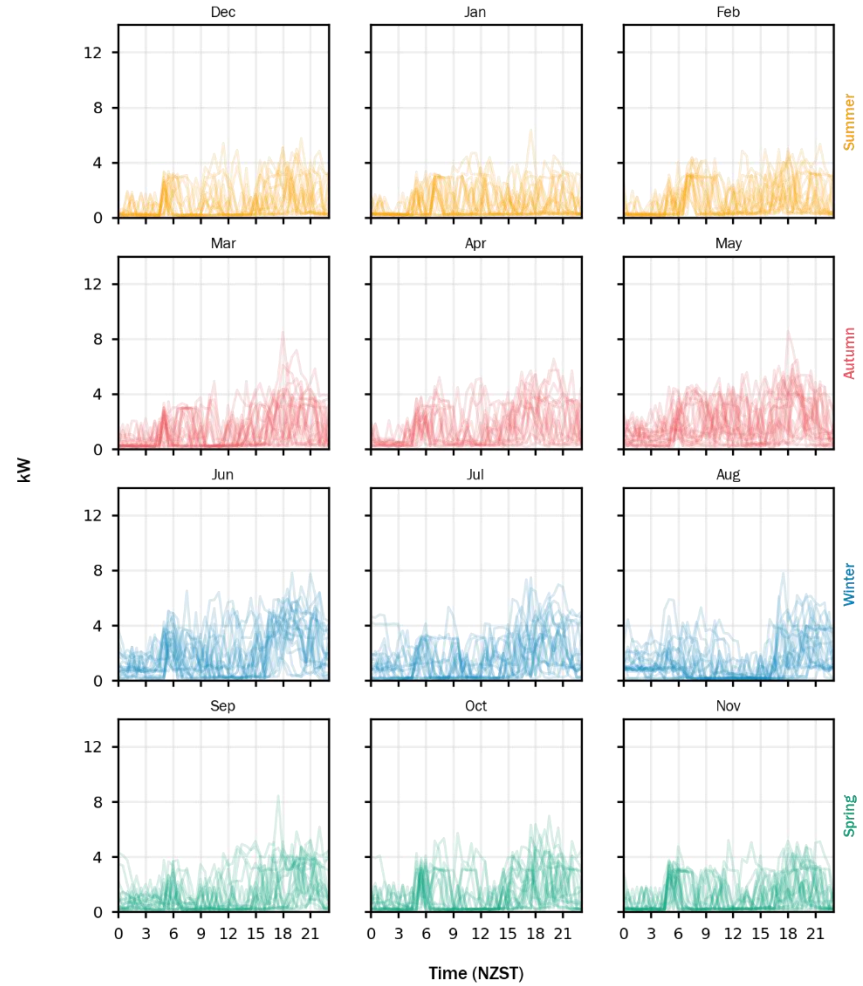 Dec Jan Feb
12
8
4
0
Summer
Mar Apr May
12
8
4
0
Autumn
kW
Jun Jul Aug
12
8
4
0
Winter
Sep Oct Nov
12
8
4
0
Spring
0 3 6 9 12 15 18 21 0 3 6 9 12 15 18 21 0 3 6 9 12 15 18 21
Time (NZST)